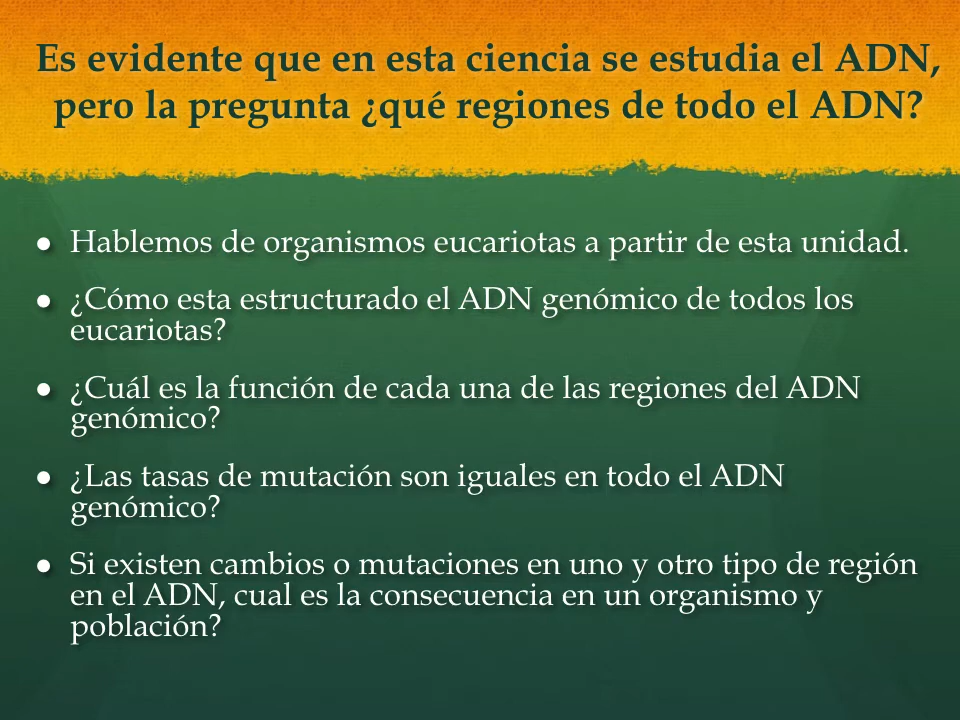 Es evidente que en esta ciencia se estudia el ADN,
pero la pregunta ¿qué regiones de todo el ADN?
● Hablemos de organismos eucariotas a partir de esta unidad.
● ¿Cómo esta estructurado el ADN genómico de todos los
eucariotas?
● ¿Cuál es la función de cada una de las regiones del ADN
genómico?
● ¿Las tasas de mutación son iguales en todo el ADN
genómico?
● Si existen cambios o mutaciones en uno y otro tipo de región
en el ADN, cual es la consecuencia en un organismo y
población?